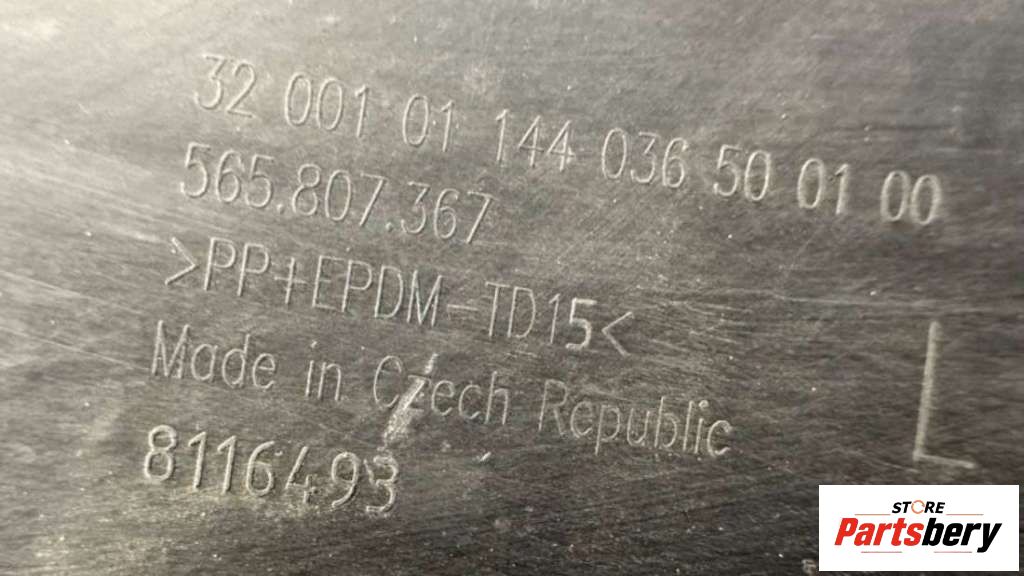 32 001 01 144 036 50 01 00
565.807.367
>PP+EPDM-TD15<
Made in Czech Republic
8116493
L
STORE
Partsbery